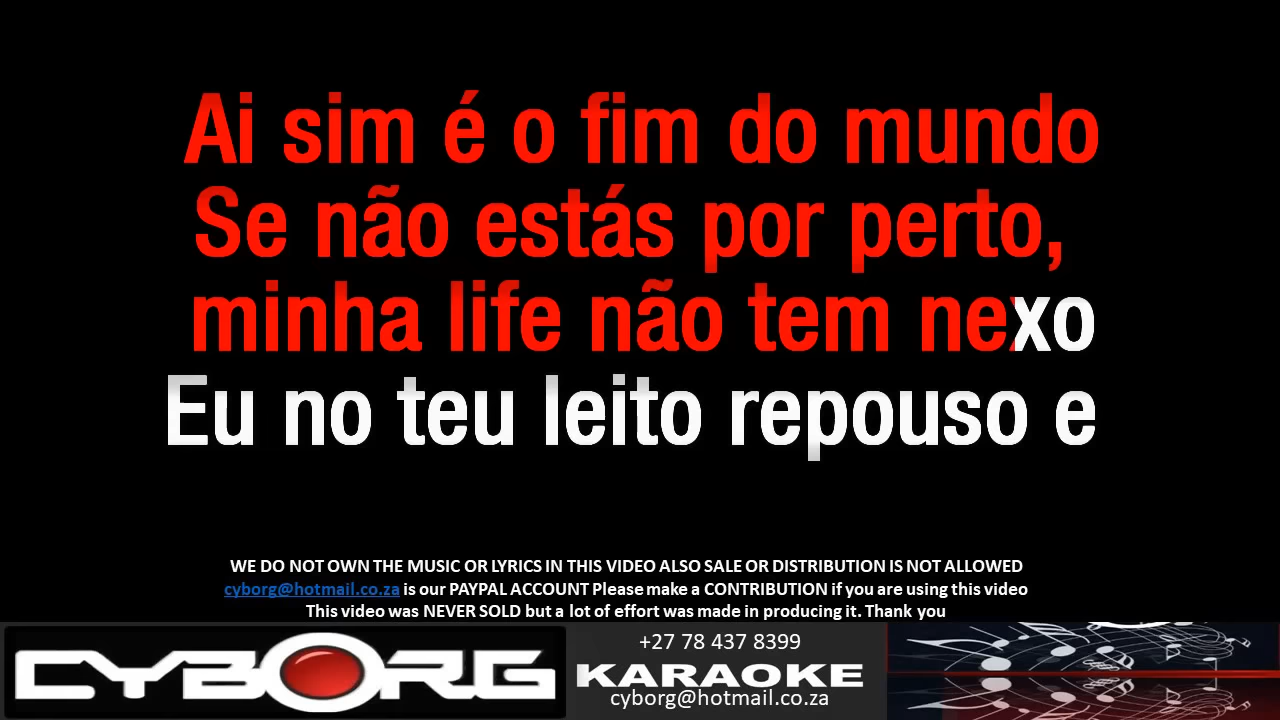 Ai sim é o fim do mundo
Se não estás por perto,
minha life não tem nexo
Eu no teu leito repouso e
WE DO NOT OWN THE MUSIC OR LYRICS IN THIS VIDEO ALSO SALE OR DISTRIBUTION IS NOT ALLOWED
cyborg@hotmail.co.za is our PAYPAL ACCOUNT Please make a CONTRIBUTION if you are using this video
This video was NEVER SOLD but a lot of effort was made in producing it. Thank you
CYBORG
+27 78 437 8399
KARAOKE
cyborg@hotmail.co.za